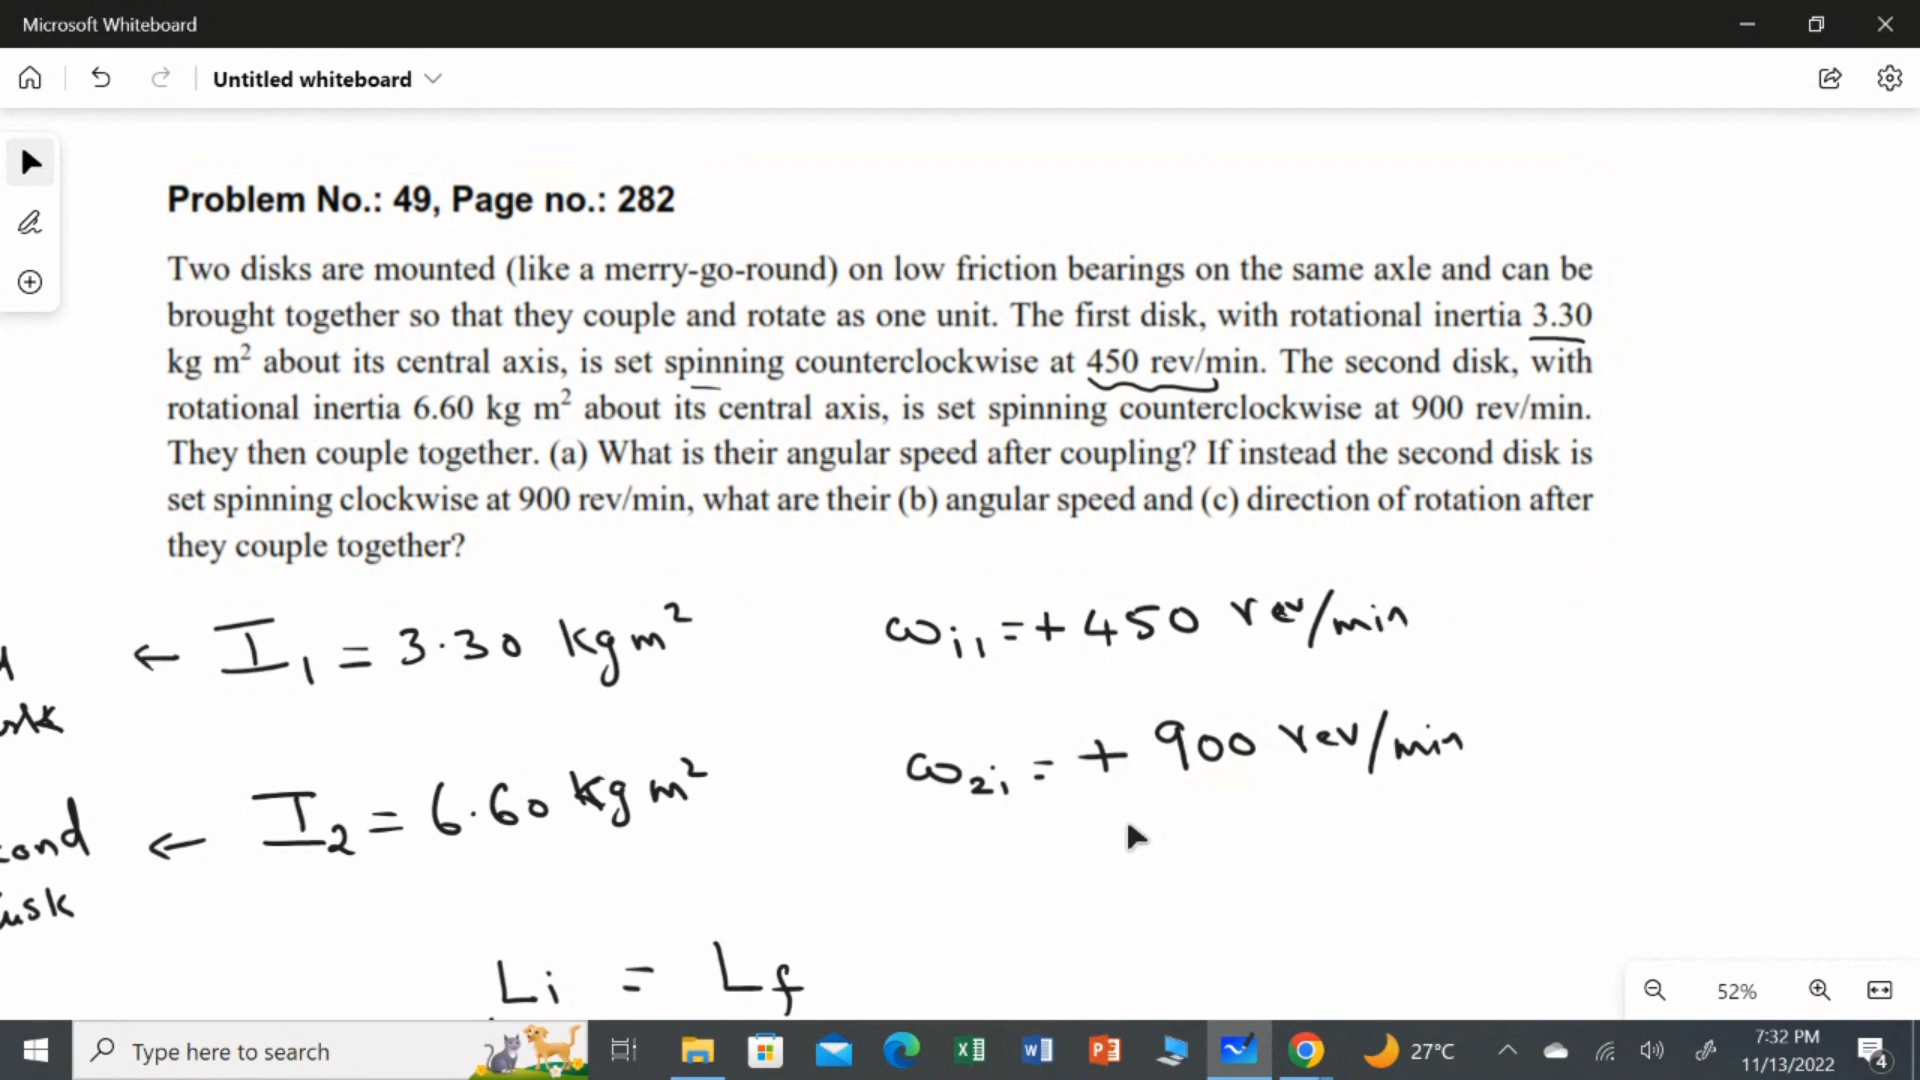 Microsoft Whiteboard
Untitled whiteboard
Problem No.: 49, Page no.: 282
Two disks are mounted (like a merry-go-round) on low friction bearings on the same axle and can be
brought together so that they couple and rotate as one unit. The first disk, with rotational inertia 3.30
kg m² about its central axis, is set spinning counterclockwise at 450 rev/min. The second disk, with
rotational inertia 6.60 kg m² about its central axis, is set spinning counterclockwise at 900 rev/min.
They then couple together. (a) What is their angular speed after coupling? If instead the second disk is
set spinning clockwise at 900 rev/min, what are their (b) angular speed and (c) direction of rotation after
they couple together?
← I₁ = 3.30 kg m² ωi₁ = + 450 rev/min
← I₂ = 6.60 kg m² ω₂i = + 900 rev/min
Li = Lf
52%
Type here to search
27°C
7:32 PM
11/13/2022
4